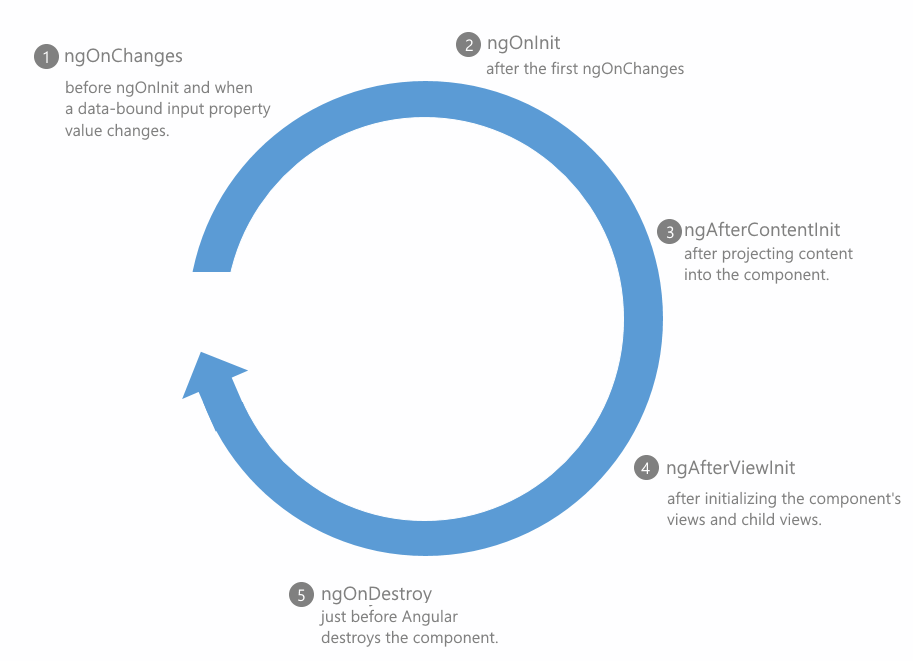 1 ngOnChanges
before ngOnInit and when
a data-bound input property
value changes.
2 ngOnInit
after the first ngOnChanges
3 ngAfterContentInit
after projecting content
into the component.
4 ngAfterViewInit
after initializing the component's
views and child views.
5 ngOnDestroy
just before Angular
destroys the component.